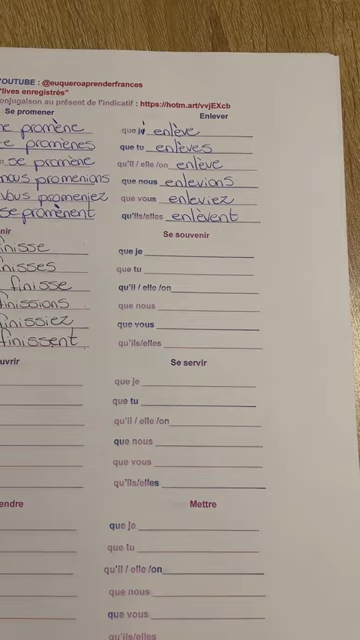 YOUTUBE : @euqueroaprenderfrances
"lives enregistrés"
conjugaison au présent de l'indicatif : https://hotm.art/vvjEXcb
Se promener
promène
promènes
se promène
nous promenions
vous promeniez
se promènent
Enlever
que j' enlève
que tu enlèves
qu'il / elle /on enlève
que nous enlevions
que vous enleviez
qu'ils/elles enlèvent
finisse
finisses
finisse
finissions
finissiez
finissent
Se souvenir
que je
que tu
qu'il / elle /on
que nous
que vous
qu'ils/elles
Se servir
que je
que tu
qu'il / elle /on
que nous
que vous
qu'ils/elles
Mettre
que je
que tu
qu'il / elle /on
que nous
que vous
qu'ils/elles